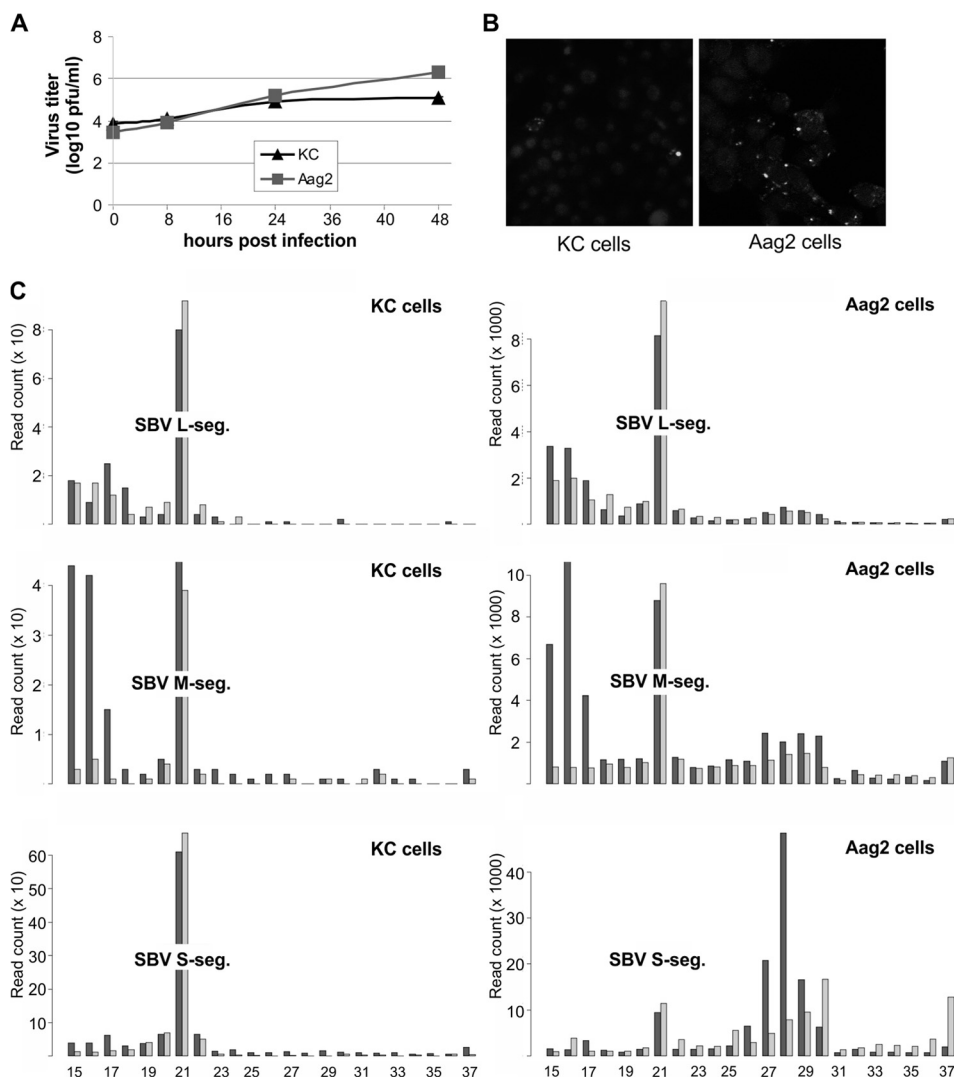 A
Virus titer
(log10 pfu/ml)
8
6
4
2
0
KC
Aag2
0 8 16 24 36 40 48
hours post infection
B
KC cells
Aag2 cells
C
KC cells
Read count (x 10)
8
6
4
2
SBV L-seg.
Aag2 cells
Read count (x 1000)
8
6
4
2
SBV L-seg.
KC cells
Read count (x 10)
4
3
2
1
SBV M-seg.
Aag2 cells
Read count (x 1000)
10
8
6
4
2
SBV M-seg.
KC cells
Read count (x 10)
60
50
40
30
20
10
SBV S-seg.
15 17 19 21 23 25 27 29 31 33 35 37
Aag2 cells
Read count (x 1000)
40
30
20
10
SBV S-seg.
15 17 19 21 23 25 27 29 31 33 35 37